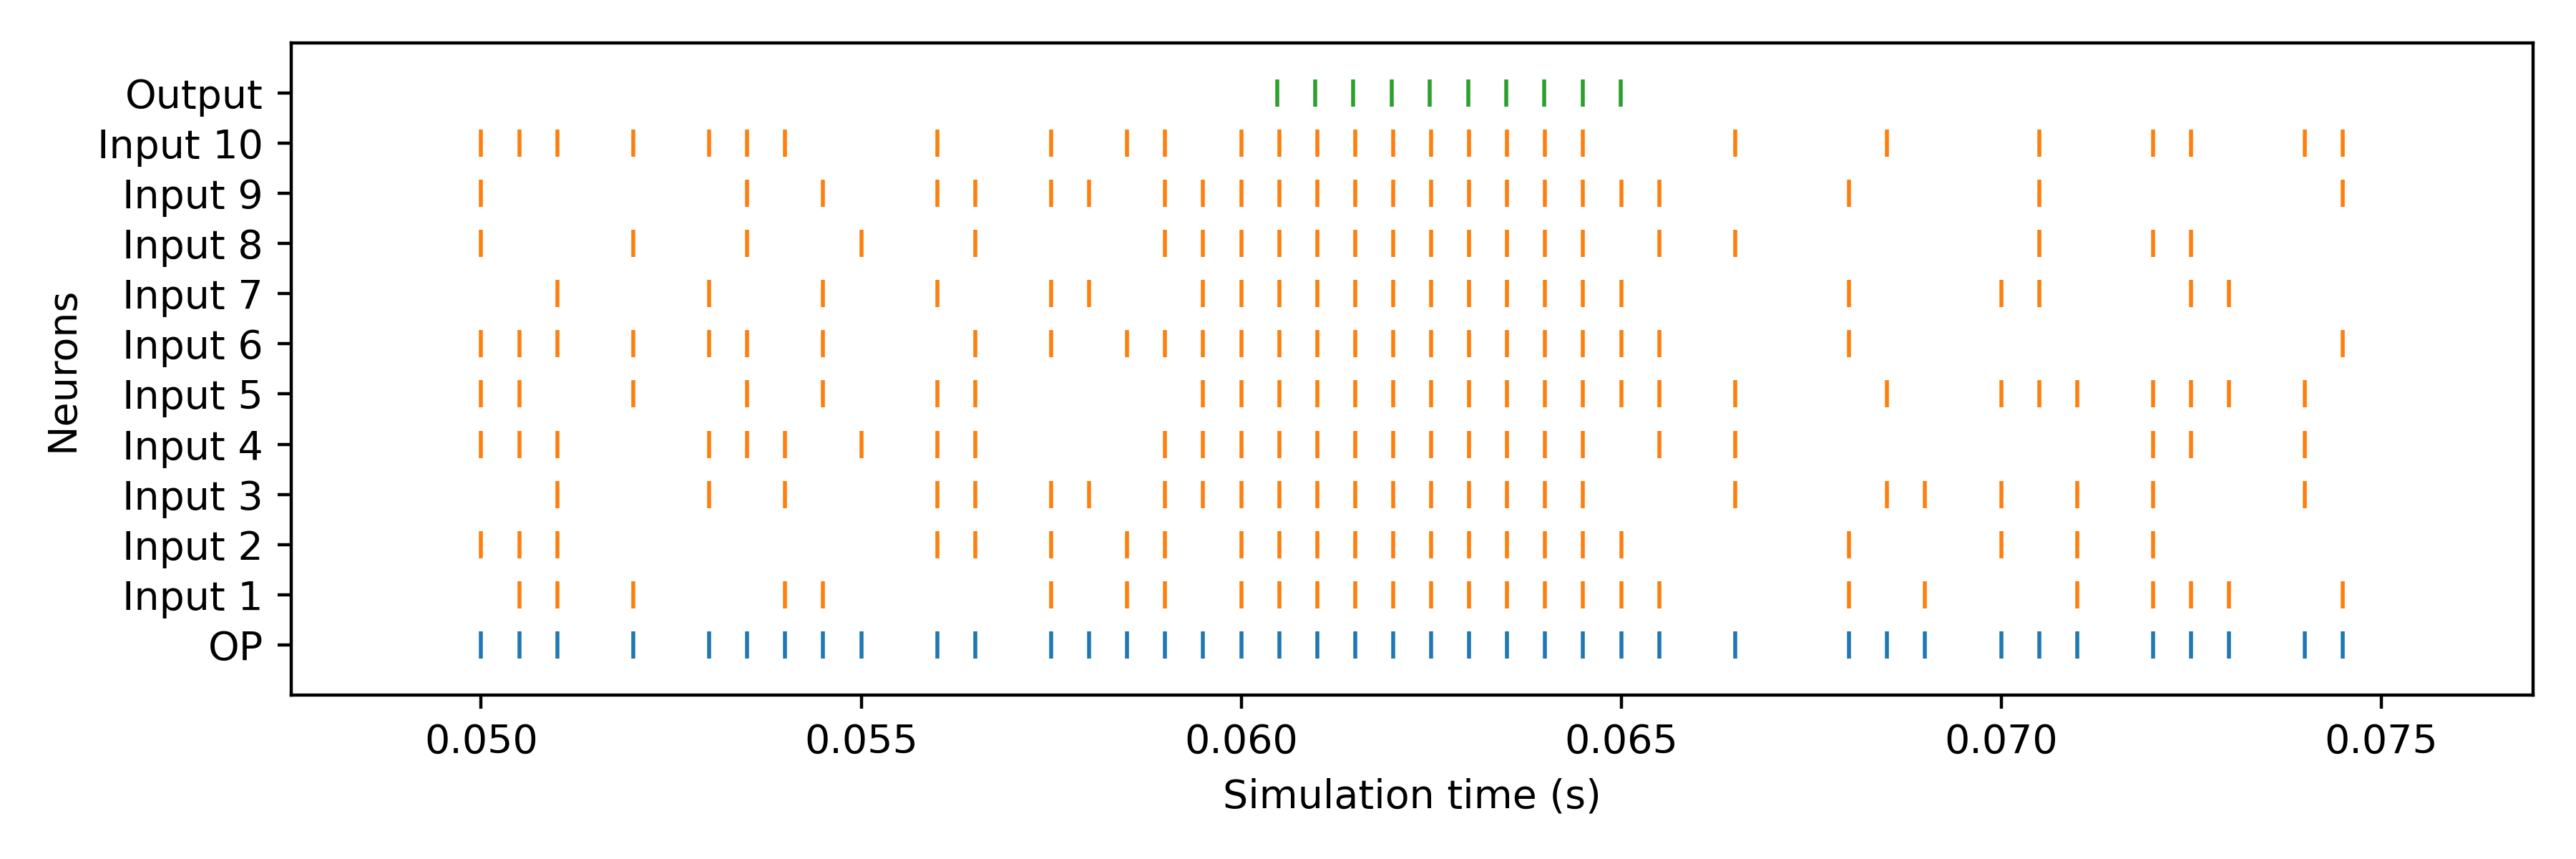 Output
Input 10
Input 9
Input 8
Input 7
Input 6
Input 5
Input 4
Input 3
Input 2
Input 1
OP
Neurons
0.050 0.055 0.060 0.065 0.070 0.075
Simulation time (s)